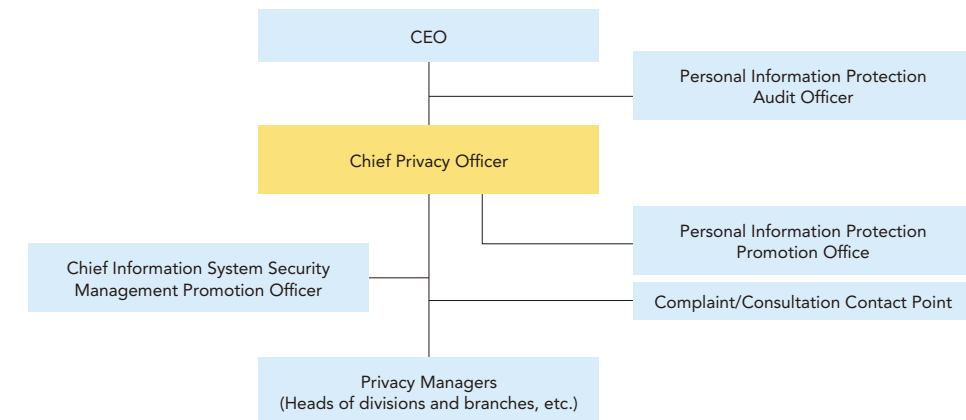 CEO
Personal Information Protection
Audit Officer
Chief Privacy Officer
Personal Information Protection
Promotion Office
Chief Information System Security
Management Promotion Officer
Complaint/Consultation Contact Point
Privacy Managers
(Heads of divisions and branches, etc.)